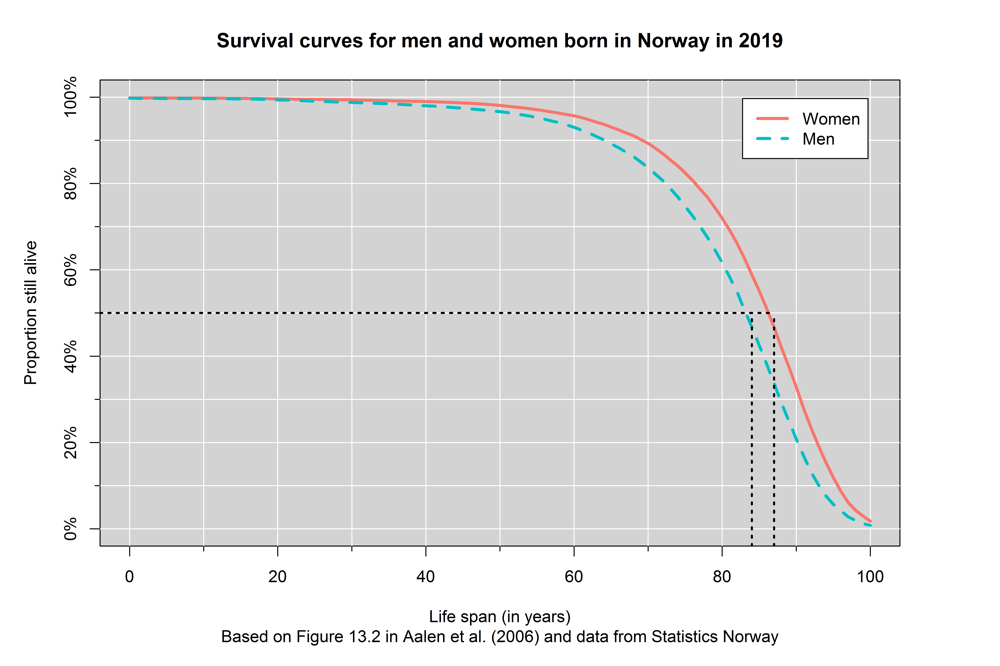 Survival curves for men and women born in Norway in 2019
Women
Men
Proportion still alive
100%
80%
60%
40%
20%
0%
0 20 40 60 80 100
Life span (in years)
Based on Figure 13.2 in Aalen et al. (2006) and data from Statistics Norway